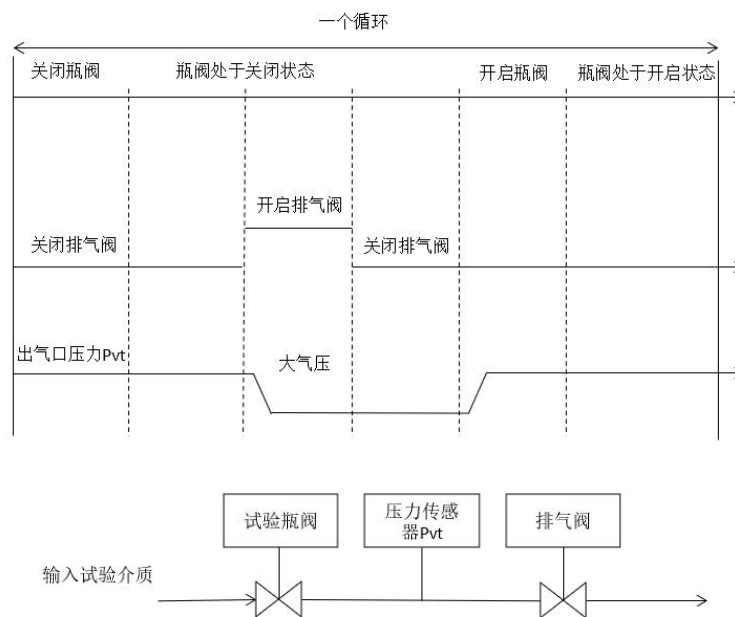 一个循环
关闭瓶阀
瓶阀处于关闭状态
开启瓶阀
瓶阀处于开启状态
开启排气阀
关闭排气阀
关闭排气阀
出气口压力Pvt
大气压
试验瓶阀
压力传感
器Pvt
排气阀
输入试验介质